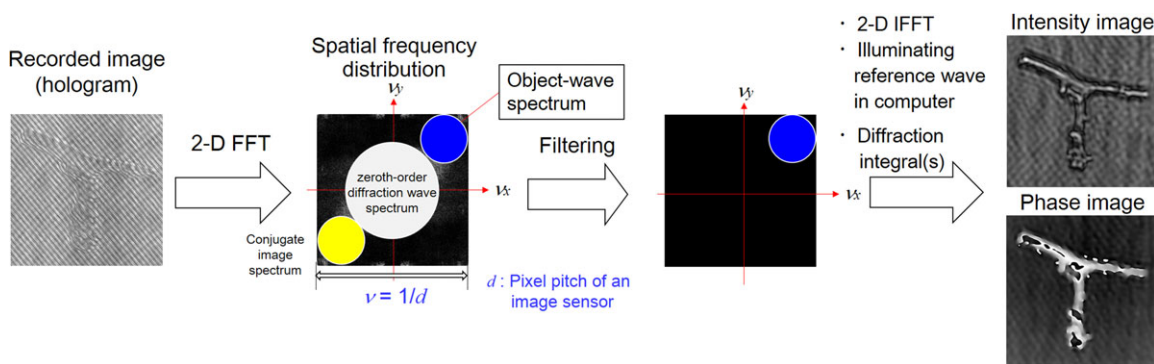 Recorded image
(hologram)
2-D FFT
Spatial frequency
distribution
νy
νx
zeroth-order
diffraction wave
spectrum
Conjugate
image
spectrum
ν = 1/d
d : Pixel pitch of an
image sensor
Object-wave
spectrum
Filtering
νy
νx
・ 2-D IFFT
・ Illuminating
reference wave
in computer
・ Diffraction
integral(s)
Intensity image
Phase image